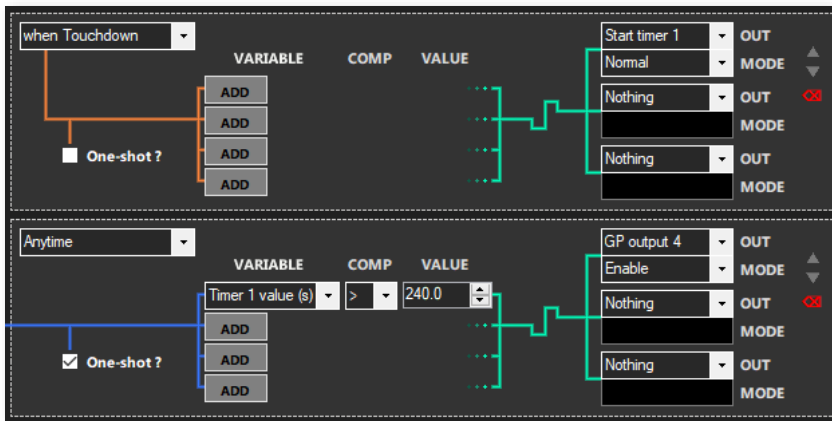 when Touchdown
Start timer 1 OUT
VARIABLE COMP VALUE
Normal MODE
ADD
Nothing OUT
ADD
MODE
One-shot ?
ADD
Nothing OUT
ADD
MODE
Anytime
GP output 4 OUT
VARIABLE COMP VALUE
Enable MODE
Timer 1 value (s) > 240.0
Nothing OUT
ADD
MODE
One-shot ?
ADD
Nothing OUT
ADD
MODE